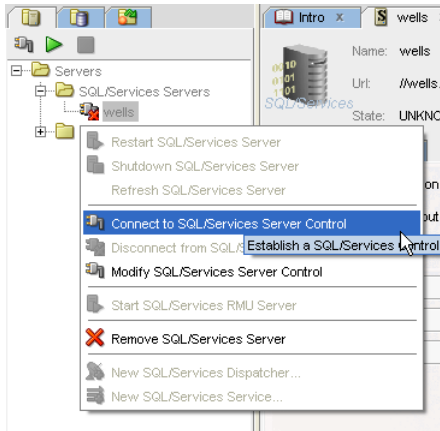 Intro x S wells
Name: wells
Url: //wells.
State: UNKNO
SQL/Services
Servers
SQL/Services Servers
wells
Restart SQL/Services Server
Shutdown SQL/Services Server
Refresh SQL/Services Server
Connect to SQL/Services Server Control
Disconnect from SQL/S
Establish a SQL/Services Control
Modify SQL/Services Server Control
Start SQL/Services RMU Server
Remove SQL/Services Server
New SQL/Services Dispatcher...
New SQL/Services Service...
on
out